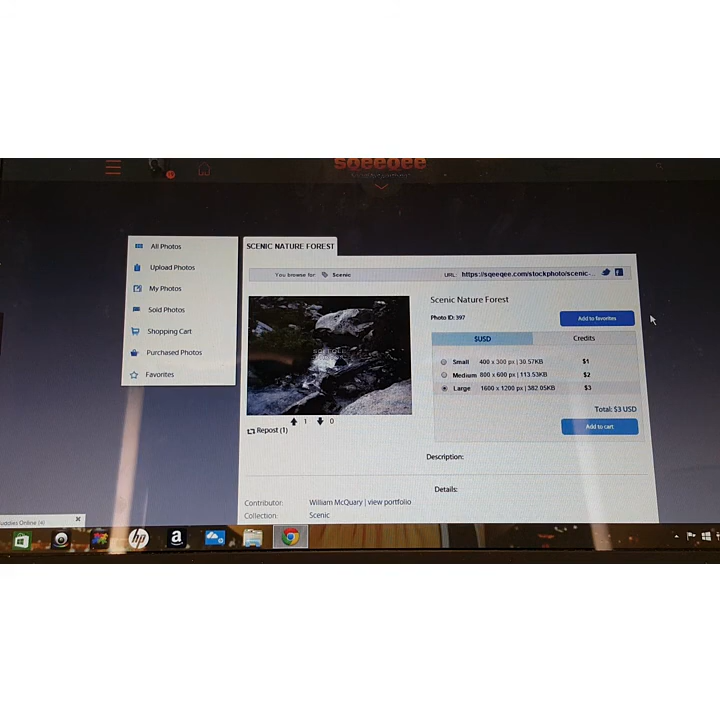 sqeeqee
SCENIC NATURE FOREST
All Photos
Upload Photos
My Photos
Sold Photos
Shopping Cart
Purchased Photos
Favorites
You browse for: Scenic
URL: https://sqeeqee.com/stockphoto/scenic-..
Scenic Nature Forest
Photo ID: 397
Add to favorites
$USD Credits
Small 400 x 300 px | 30.57KB $1
Medium 800 x 600 px | 113.53KB $2
Large 1600 x 1200 px | 382.05KB $3
Total: $3 USD
Add to cart
SQEEQEE
1 0
Repost (1)
Description:
Details:
Contributor: William McQuary | view portfolio
Collection: Scenic
uddies Online (4) x
hp
a